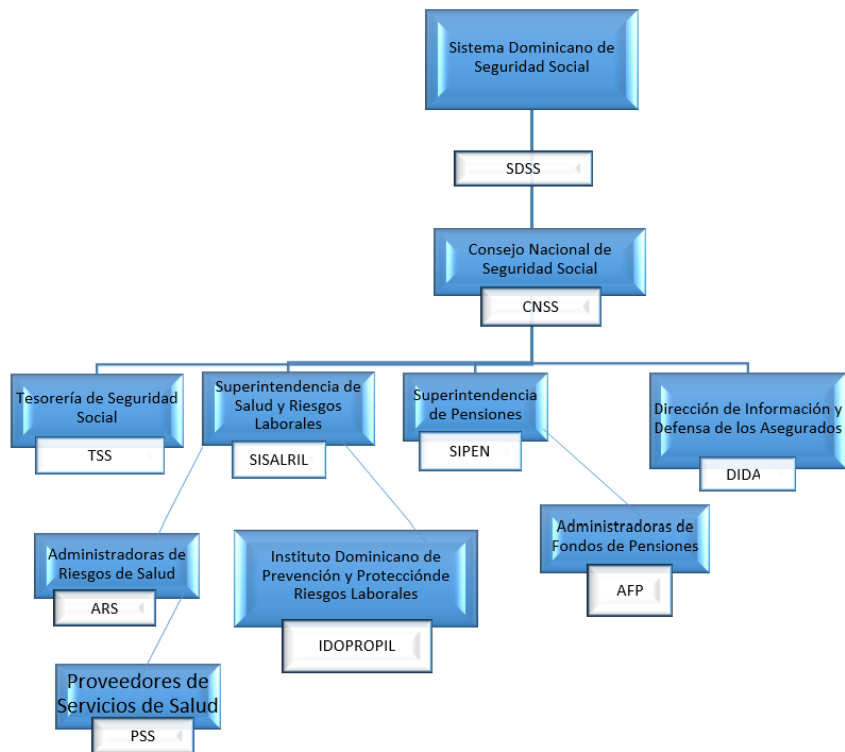 Sistema Dominicano de
Seguridad Social
SDSS
Consejo Nacional de
Seguridad Social
CNSS
Tesorería de Seguridad
Social
TSS
Superintendencia de
Salud y Riesgos
Laborales
SISALRIL
Superintendencia
de Pensiones
SIPEN
Dirección de Información y
Defensa de los Asegurados
DIDA
Administradoras de
Riesgos de Salud
ARS
Instituto Dominicano de
Prevención y Protecciónde
Riesgos Laborales
IDOPROPIL
Administradoras de
Fondos de Pensiones
AFP
Proveedores de
Servicios de Salud
PSS